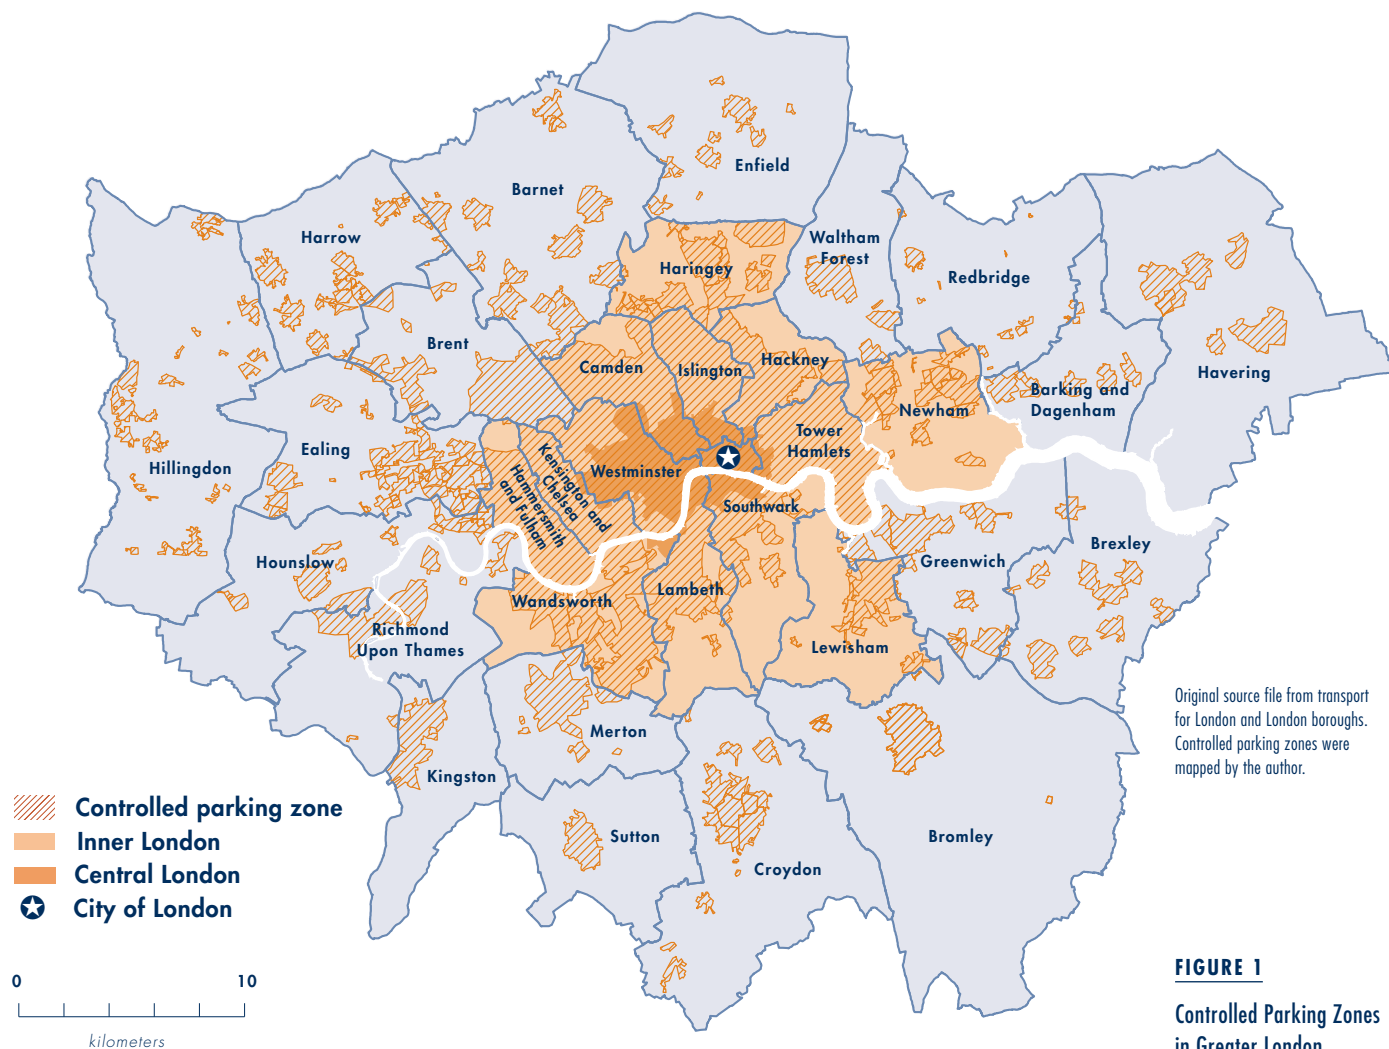 Enfield
Barnet
Harrow
Waltham
Forest
Haringey
Redbridge
Brent
Camden
Islington
Hackney
Havering
Barking and
Dagenham
Newham
Ealing
Tower
Hamlets
Hillingdon
Westminster
Kensington and
Chelsea
Hammersmith
and Fulham
Southwark
Brexley
Hounslow
Greenwich
Wandsworth
Lambeth
Richmond
Upon Thames
Lewisham
Merton
Kingston
Sutton
Croydon
Bromley
Original source file from transport
for London and London boroughs.
Controlled parking zones were
mapped by the author.
Controlled parking zone
Inner London
Central London
City of London
0 10
kilometers
FIGURE 1
Controlled Parking Zones
in Greater London